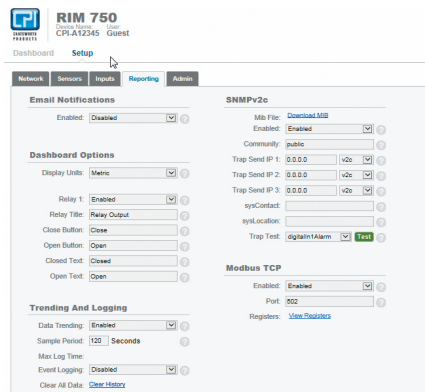 CPI
CHATSWORTH
PRODUCTS
RIM 750
Device Name: User:
CPI-A12345 Guest
Dashboard Setup
Network Sensors Inputs Reporting Admin
Email Notifications
Enabled: Disabled
Dashboard Options
Display Units: Metric
Relay 1: Enabled
Relay Title: Relay Output
Close Button: Close
Open Button: Open
Closed Text: Closed
Open Text: Open
Trending And Logging
Data Trending: Enabled
Sample Period: 120 Seconds
Max Log Time:
Event Logging: Disabled
Clear All Data: Clear History
SNMPv2c
Mib File: Download MIB
Enabled: Enabled
Community: public
Trap Send IP 1: 0.0.0.0 v2c
Trap Send IP 2: 0.0.0.0 v2c
Trap Send IP 3: 0.0.0.0 v2c
sysContact:
sysLocation:
Trap Test: digitalIn1Alarm Test
Modbus TCP
Enabled: Enabled
Port: 502
Registers: View Registers